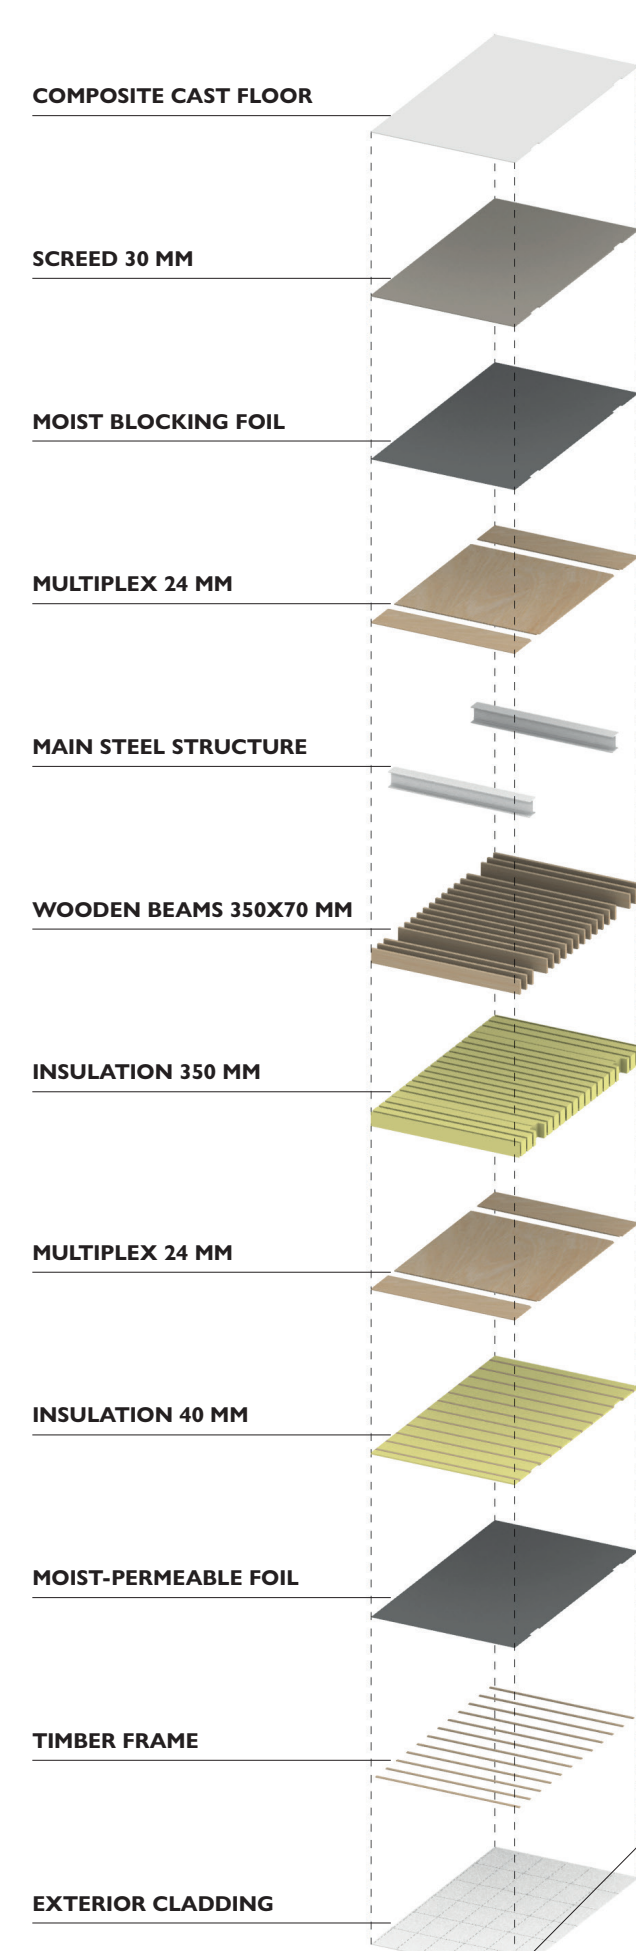 COMPOSITE CAST FLOOR
SCREED 30 MM
MOIST BLOCKING FOIL
MULTIPLEX 24 MM
MAIN STEEL STRUCTURE
WOODEN BEAMS 350X70 MM
INSULATION 350 MM
MULTIPLEX 24 MM
INSULATION 40 MM
MOIST-PERMEABLE FOIL
TIMBER FRAME
EXTERIOR CLADDING